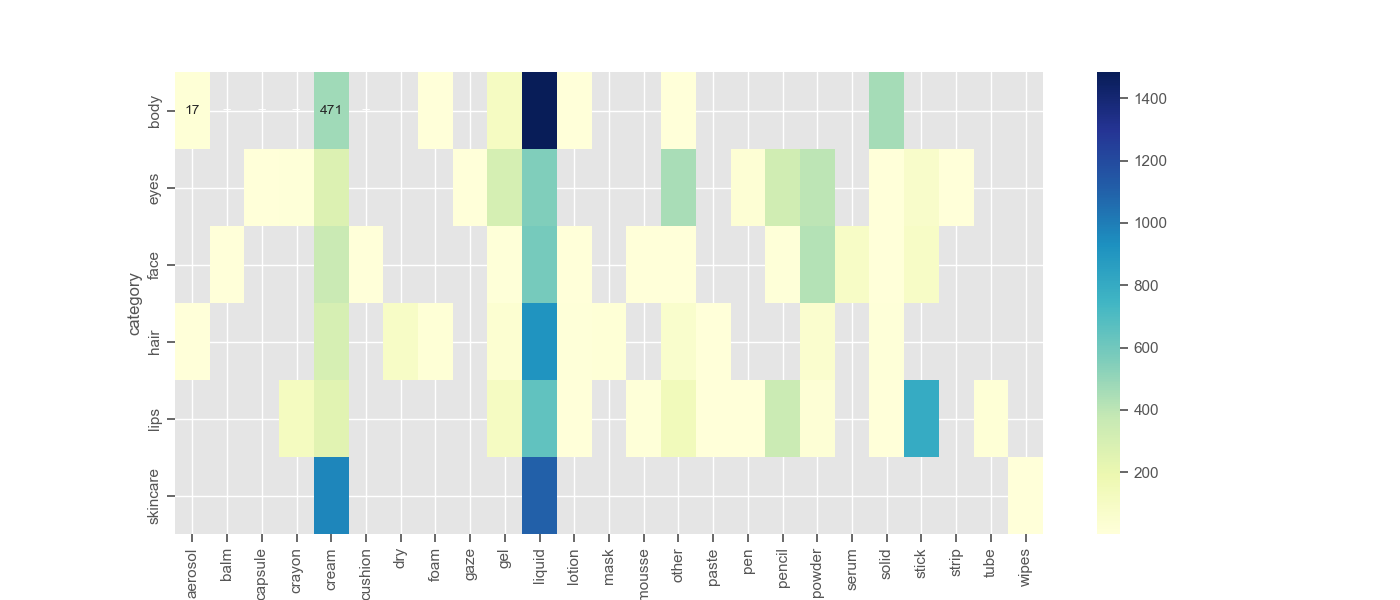 17
471
body
eyes
face
hair
lips
skincare
category
aerosol
balm
capsule
crayon
cream
cushion
dry
foam
gaze
gel
liquid
lotion
mask
mousse
other
paste
pen
pencil
powder
serum
solid
stick
strip
tube
wipes
1400
1200
1000
800
600
400
200